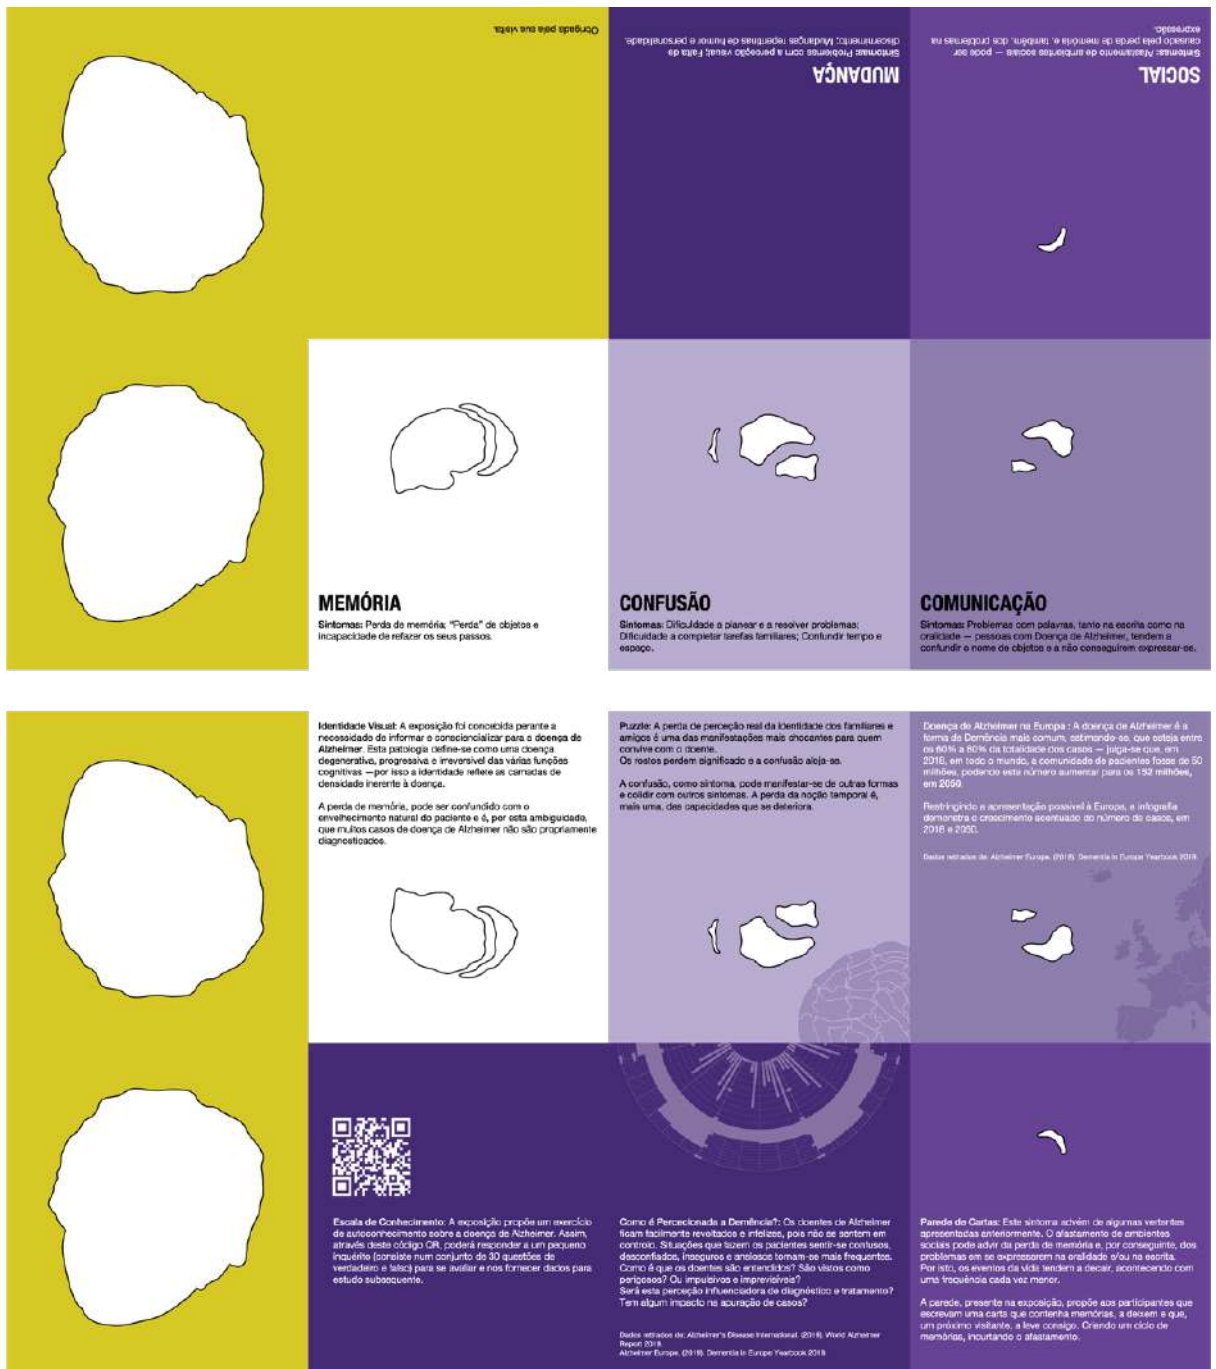 Obrigado pela sua visita.
MUDANÇA
Sintomas: Problemas com a perceção visual; Falta de
discernimento; Mudanças repentinas de humor e personalidade.
SOCIAL
Sintomas: Afastamento de ambientes sociais — pode ser
causado pela perda de memória e, também, dos problemas na
expressão.
MEMÓRIA
Sintomas: Perda de memória; "Perda" de objetos e
incapacidade de refazer os seus passos.
CONFUSÃO
Sintomas: Dificuldade a planear e a resolver problemas;
Dificuldade a completar tarefas familiares; Confundir tempo e
espaço.
COMUNICAÇÃO
Sintomas: Problemas com palavras, tanto na escrita como na
oralidade — pessoas com Doença de Alzheimer, tendem a
confundir o nome de objetos e a não conseguirem expressar-se.
Identidade Visual: A exposição foi concebida perante a
necessidade de informar e consciencializar para a doença de
Alzheimer. Esta patologia define-se como uma doença
degenerativa, progressiva e irreversível das várias funções
cognitivas —por isso a identidade reflete as camadas de
densidade inerente à doença.
A perda de memória, pode ser confundido com o
envelhecimento natural do paciente e é, por esta ambiguidade,
que muitos casos de doença de Alzheimer não são propriamente
diagnosticados.
Puzzle: A perda de perceção real da identidade dos familiares e
amigos é uma das manifestações mais chocantes para quem
convive com o doente.
Os rostos perdem significado e a confusão aloja-se.
A confusão, como sintoma, pode manifestar-se de outras formas
e colidir com outros sintomas. A perda da noção temporal é,
mais uma, das capacidades que se deteriora.
Doença de Alzheimer na Europa : A doença de Alzheimer é a
forma de Demência mais comum, estimando-se, que esteja entre
os 60% a 80% da totalidade dos casos — julga-se que, em
2018, em todo o mundo, a comunidade de pacientes fosse de 50
milhões, podendo este número aumentar para os 152 milhões,
em 2050.
Restringindo a apresentação possível à Europa, a infografia
demonstra o crescimento acentuado do número de casos, em
2018 e 2050.
Dados retirados de: Alzheimer Europe. (2019). Dementia in Europe Yearbook 2019.
Escala de Conhecimento: A exposição propõe um exercício
de autoconhecimento sobre a doença de Alzheimer. Assim,
através deste código QR, poderá responder a um pequeno
inquérito (consiste num conjunto de 30 questões de
verdadeiro e falso) para se avaliar e nos fornecer dados para
estudo subsequente.
Como é Percecionada a Demência?: Os doentes de Alzheimer
ficam facilmente revoltados e infelizes, pois não se sentem em
controlo. Situações que fazem os pacientes sentir-se confusos,
desconfiados, inseguros e ansiosos tornam-se mais frequentes.
Como é que os doentes são entendidos? São vistos como
perigosos? Ou impulsivos e imprevisíveis?
Será esta perceção influenciadora de diagnóstico e tratamento?
Tem algum impacto na apuração de casos?
Dados retirados de: Alzheimer's Disease International. (2019). World Alzheimer
Report 2019.
Alzheimer Europe. (2019). Dementia in Europe Yearbook 2019
Parede de Cartas: Este sintoma advém de algumas vertentes
apresentadas anteriormente. O afastamento de ambientes
sociais pode advir da perda de memória e, por conseguinte, dos
problemas em se expressarem na oralidade e/ou na escrita.
Por isto, os eventos da vida tendem a decair, acontecendo com
uma frequência cada vez menor.
A parede, presente na exposição, propõe aos participantes que
escrevam uma carta que contenha memórias, a deixem e que,
um próximo visitante, a leve consigo. Criando um ciclo de
memórias, incurtando o afastamento.